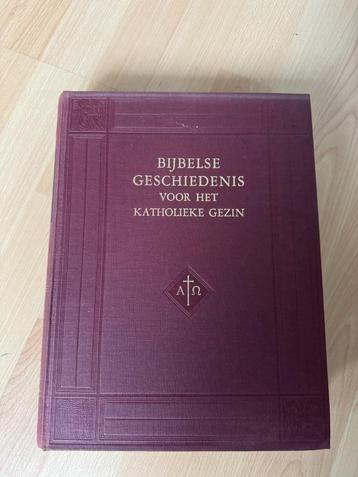 BIJBELSE
GESCHIEDENIS
VOOR HET
KATHOLIEKE GEZIN
A Ω